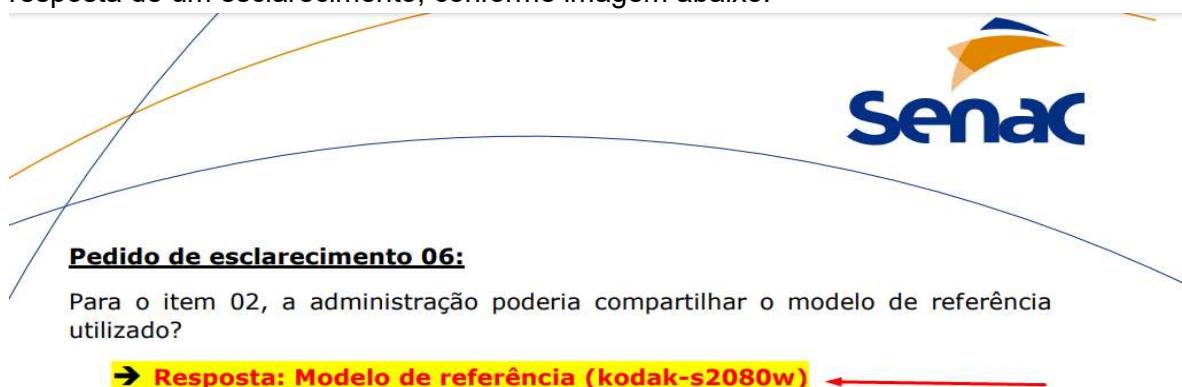 resposta de um esclarecimento, conforme imagem abaixo:
Senac
Pedido de esclarecimento 06:
Para o item 02, a administração poderia compartilhar o modelo de referência
utilizado?
➔ Resposta: Modelo de referência (kodak-s2080w)